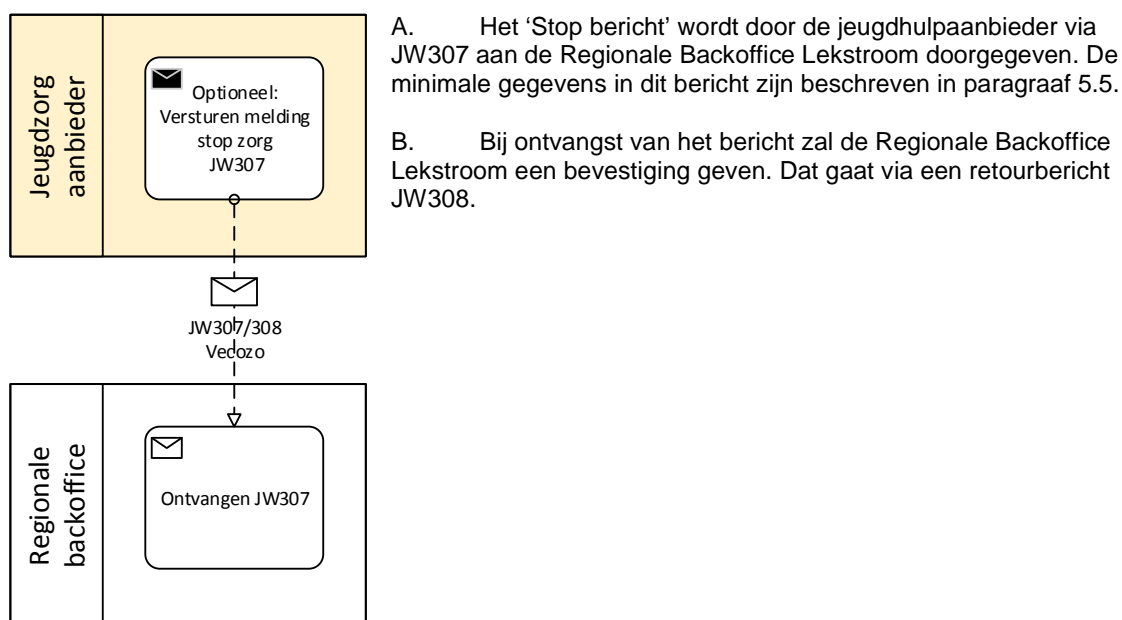 Jeugdzorg
aanbieder
Optioneel:
Versturen melding
stop zorg
JW307
JW307/308
Vecozo
Regionale
backoffice
Ontvangen JW307
A. Het ‘Stop bericht’ wordt door de jeugdhulpaanbieder via
JW307 aan de Regionale Backoffice Lekstroom doorgegeven. De
minimale gegevens in dit bericht zijn beschreven in paragraaf 5.5.
B. Bij ontvangst van het bericht zal de Regionale Backoffice
Lekstroom een bevestiging geven. Dat gaat via een retourbericht
JW308.